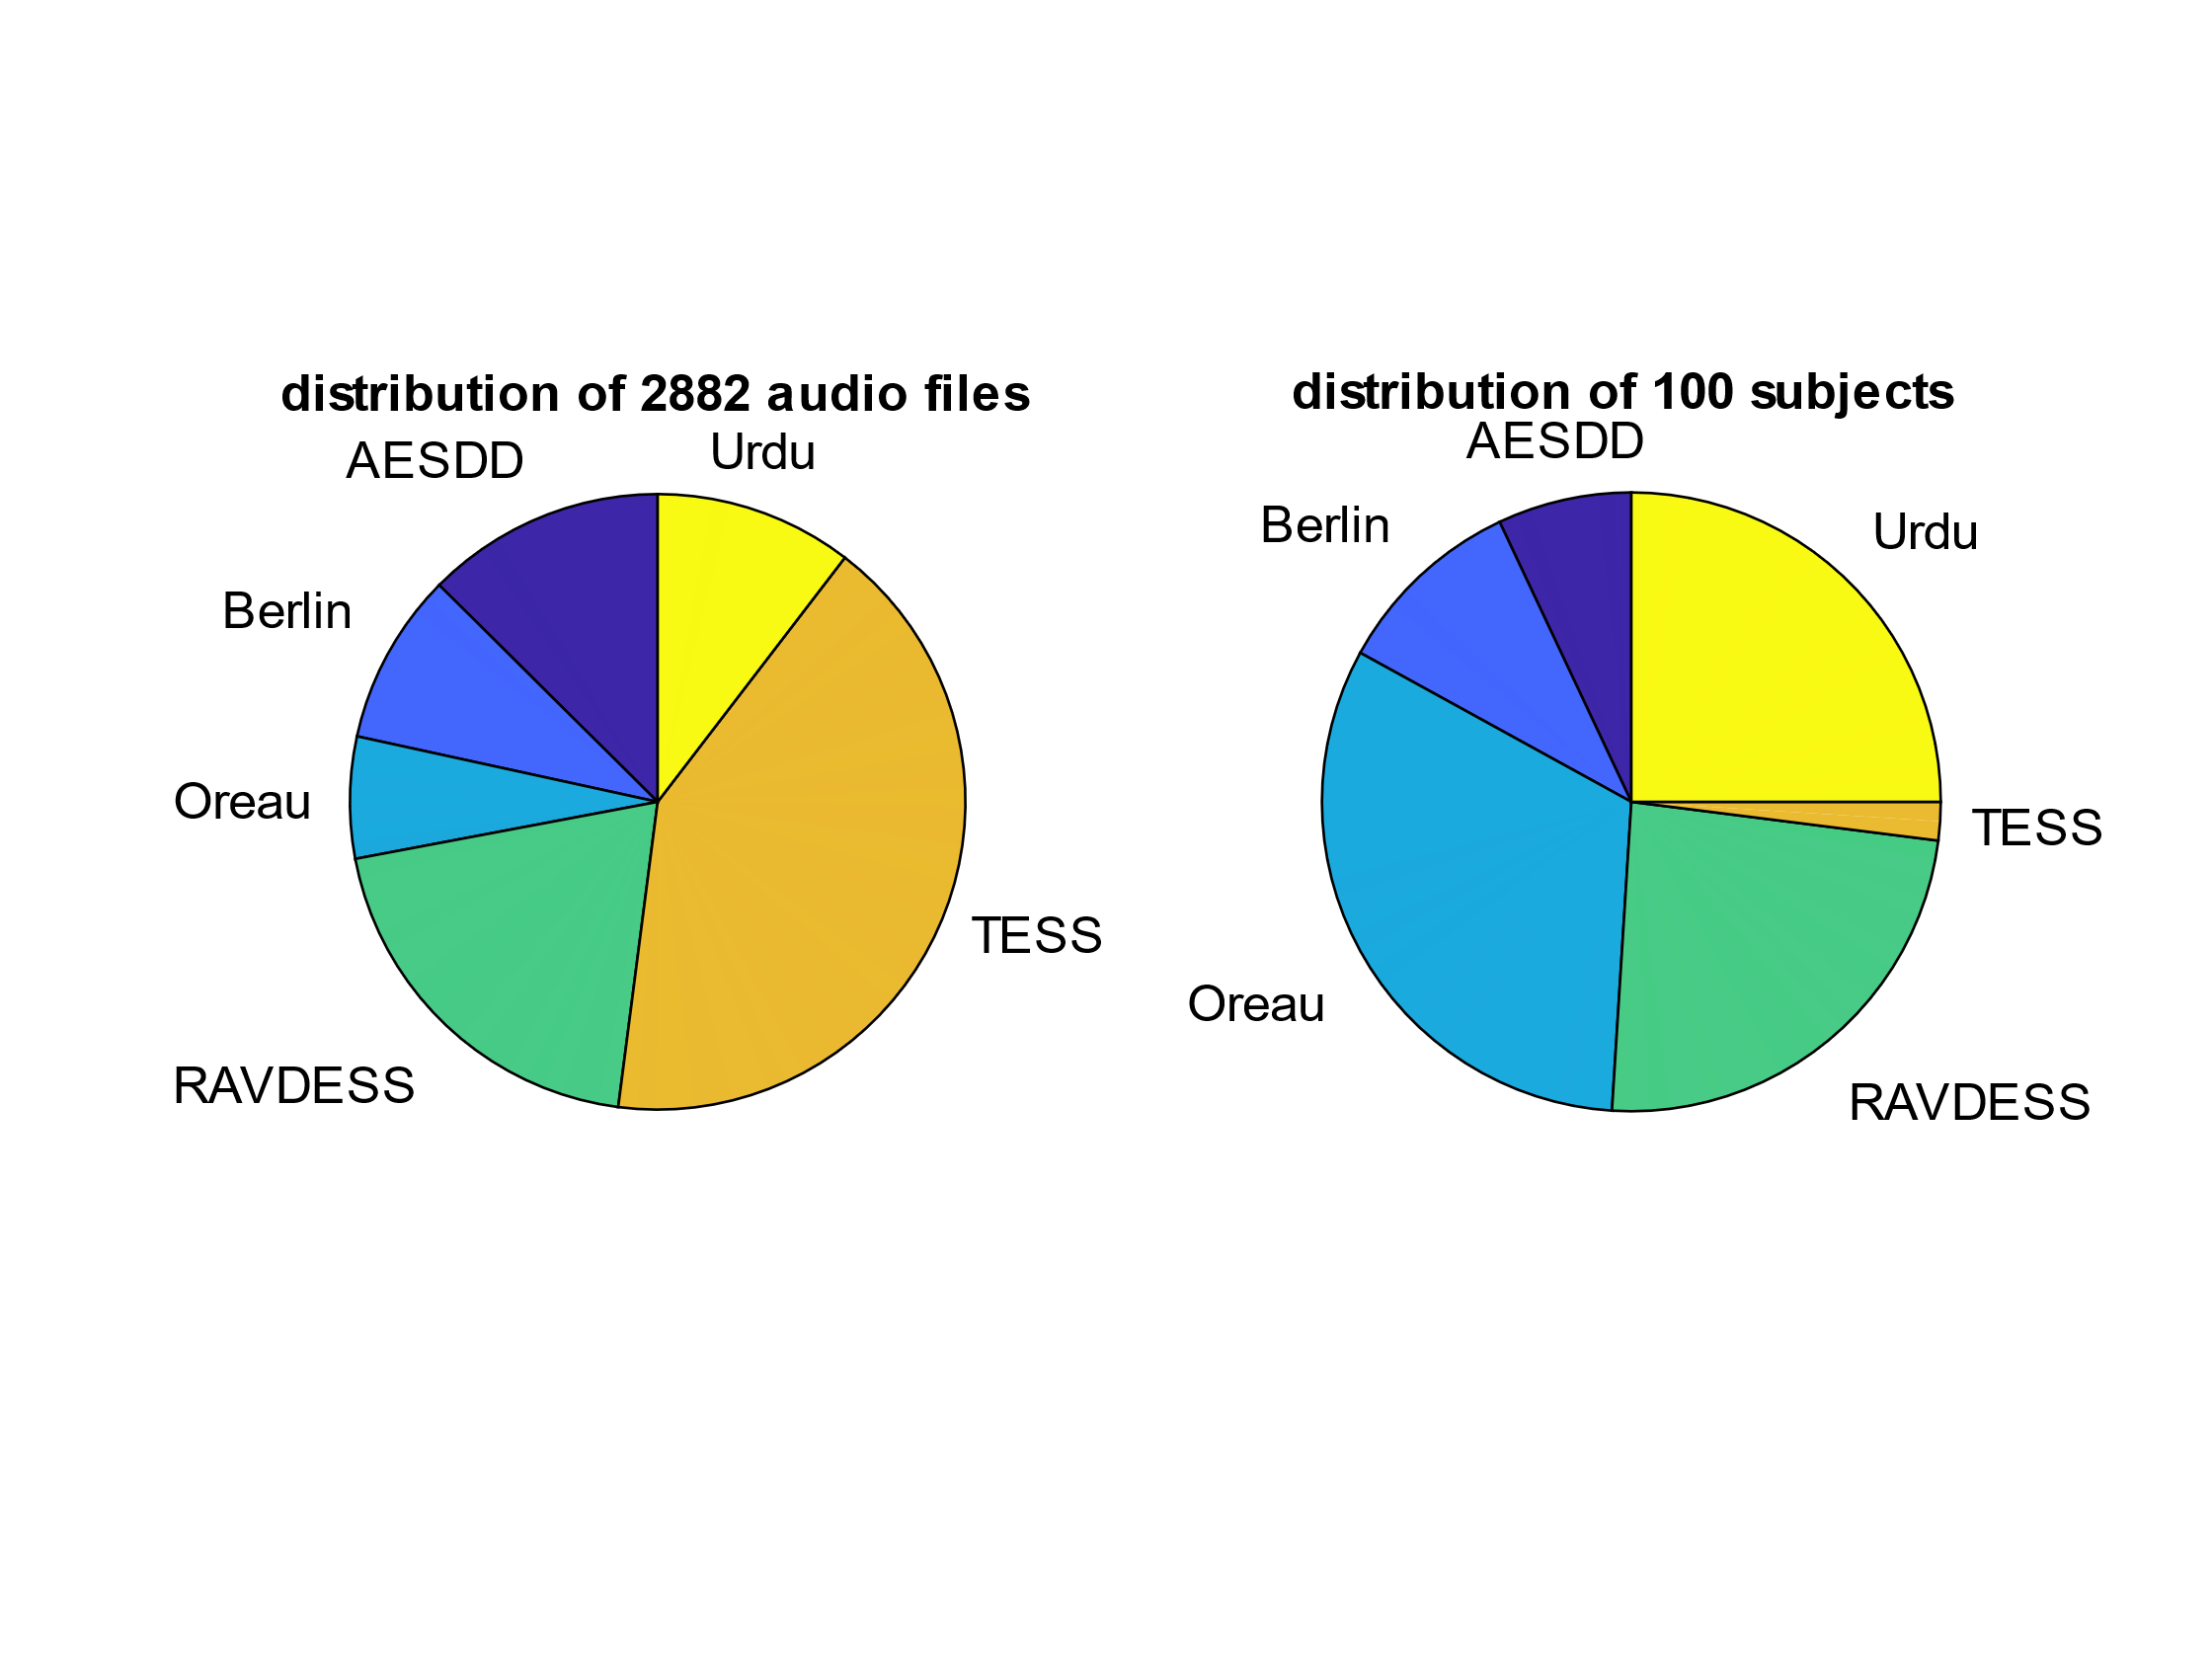 distribution of 2882 audio files
AESDD
Urdu
Berlin
Oreau
TESS
RAVDESS
distribution of 100 subjects
AESDD
Berlin
Urdu
TESS
Oreau
RAVDESS